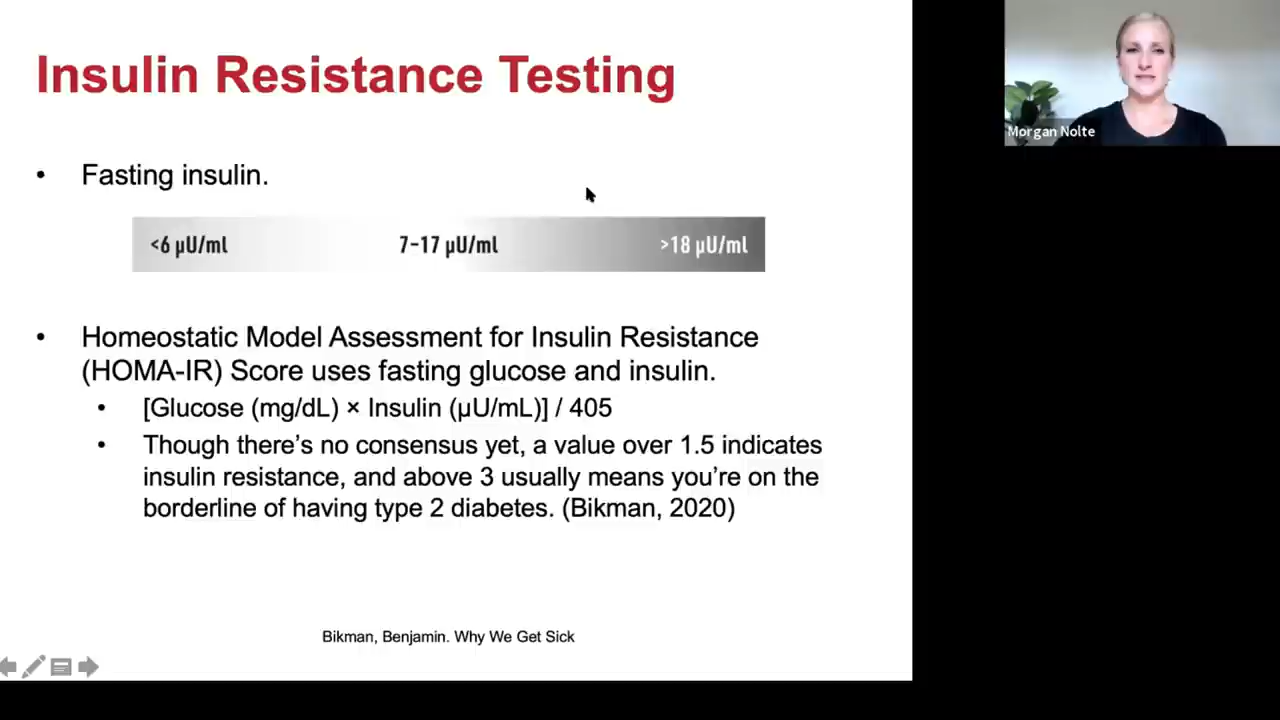 Insulin Resistance Testing
Morgan Nolte
• Fasting insulin.
<6 µU/ml 7–17 µU/ml >18 µU/ml
• Homeostatic Model Assessment for Insulin Resistance
(HOMA-IR) Score uses fasting glucose and insulin.
• [Glucose (mg/dL) × Insulin (µU/mL)] / 405
• Though there’s no consensus yet, a value over 1.5 indicates
insulin resistance, and above 3 usually means you’re on the
borderline of having type 2 diabetes. (Bikman, 2020)
Bikman, Benjamin. Why We Get Sick